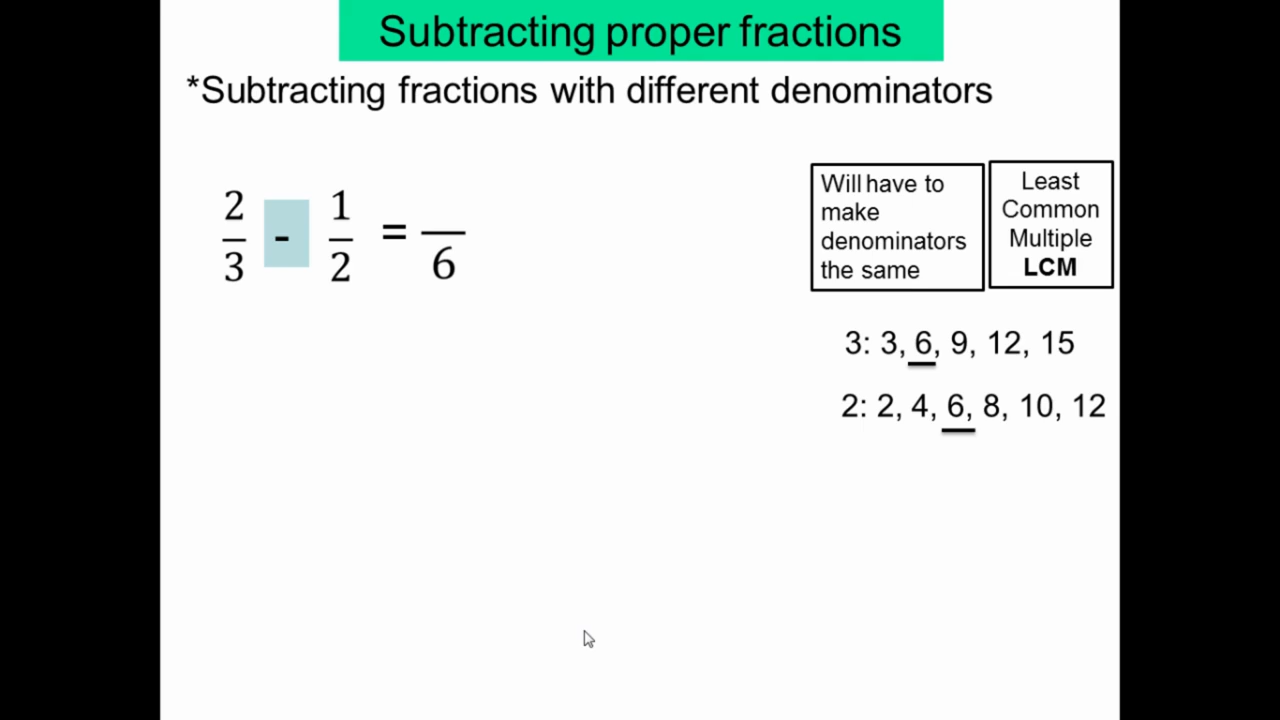 Subtracting proper fractions
*Subtracting fractions with different denominators
2/3 - 1/2 = /6
Will have to
make
denominators
the same
Least
Common
Multiple
LCM
3: 3, 6, 9, 12, 15
2: 2, 4, 6, 8, 10, 12